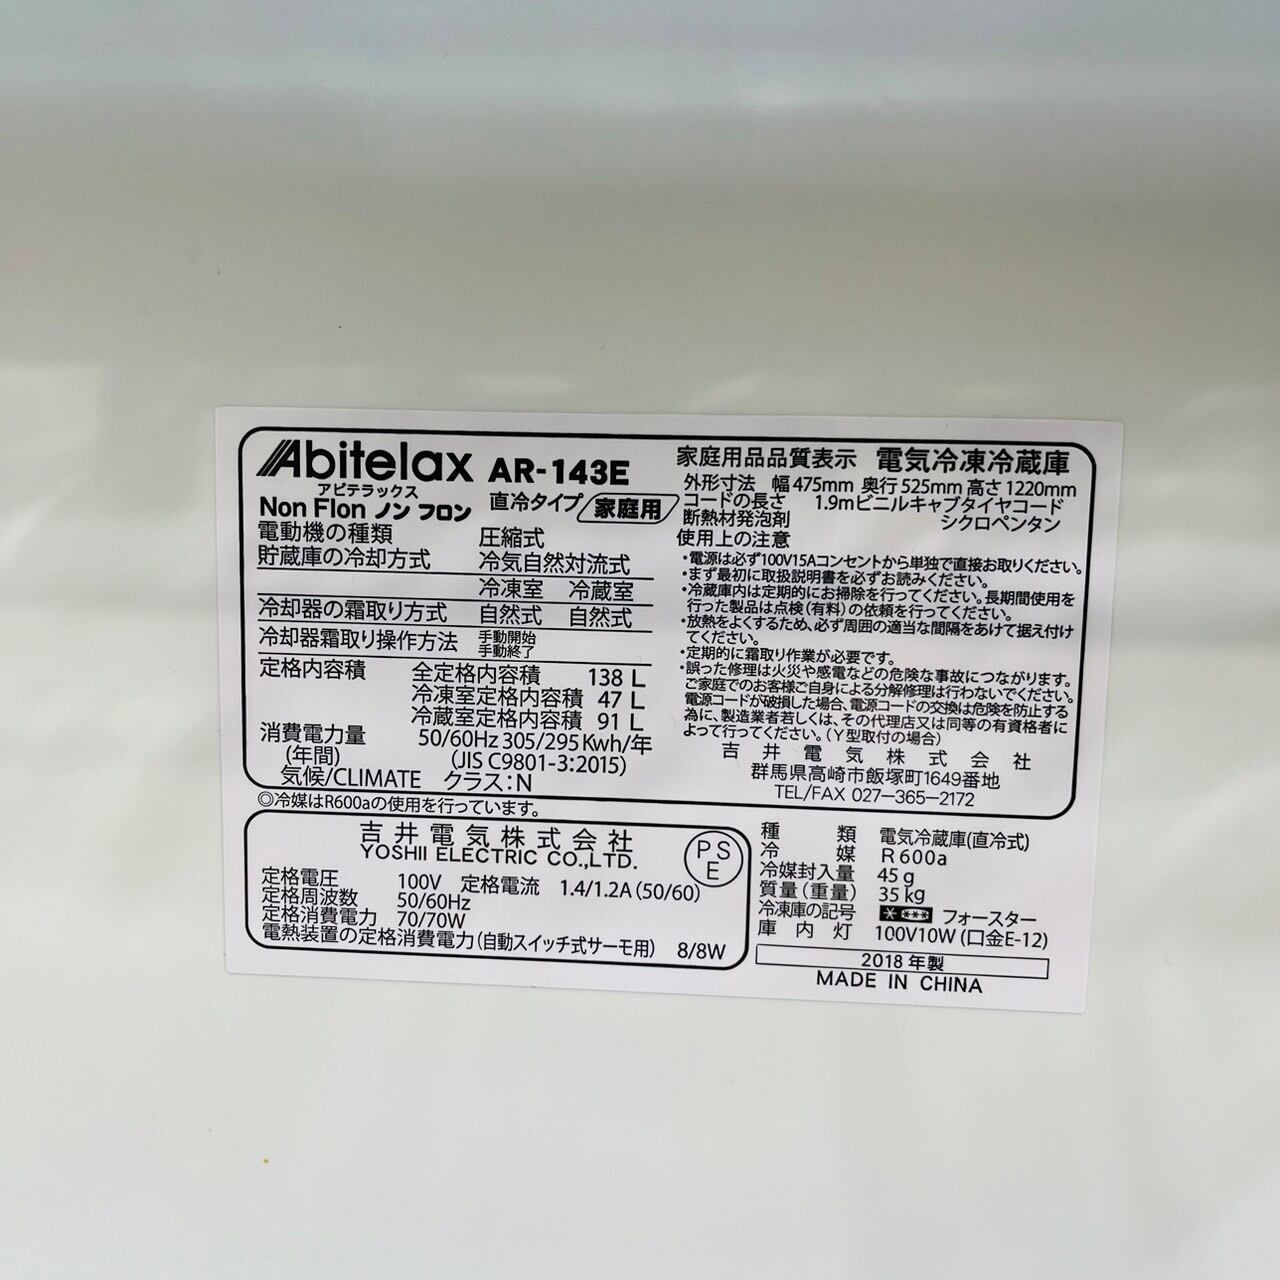 Abitelax AR-143E
アビテラックス
Non Flon ノンフロン 直冷タイプ 家庭用
電動機の種類 圧縮式
貯蔵庫の冷却方式 冷気自然対流式
冷凍室 冷蔵室
冷却器の霜取り方式 自然式 自然式
冷却器霜取り操作方法 手動開始
手動終了
定格内容積 全定格内容積 138 L
冷凍室定格内容積 47 L
冷蔵室定格内容積 91 L
消費電力量 50/60Hz 305/295 Kwh/年
(年間) (JIS C9801-3:2015)
気候/CLIMATE クラス:N
◎冷媒はR600aの使用を行っています。
家庭用品品質表示 電気冷凍冷蔵庫
外形寸法 幅475mm 奥行525mm 高さ1220mm
コードの長さ 1.9mビニルキャブタイヤコード
断熱材発泡剤 シクロペンタン
使用上の注意
・電源は必ず100V15Aコンセントから単独で直接お取りください。
・まず最初に取扱説明書を必ずお読みください。
・冷蔵庫内は定期的にお掃除を行ってください。長期間使用を
行った製品は点検(有料)の依頼を行ってください。
・放熱をよくするため、必ず周囲の適当な間隔をあけて据え付け
てください。
・定期的に霜取り作業が必要です。
・誤った修理は火災や感電などの危険な事故につながります。
ご家庭でのお客様ご自身による分解修理は行わないでください。
電源コードが破損した場合、電源コードの交換は危険を防止する
為に、製造業者若しくは、その代理店又は同等の有資格者に
よって行ってください。(Y型取付の場合)
吉井電気株式会社
群馬県高崎市飯塚町1649番地
TEL/FAX 027-365-2172
吉井電気株式会社
YOSHII ELECTRIC CO.,LTD.
PS
E
定格電圧 100V 定格電流 1.4/1.2A (50/60)
定格周波数 50/60Hz
定格消費電力 70/70W
電熱装置の定格消費電力(自動スイッチ式サーモ用) 8/8W
種類 電気冷蔵庫(直冷式)
冷媒 R600a
冷媒封入量 45g
質量(重量) 35kg
冷凍庫の記号 フォースター
庫内灯 100V10W (口金E-12)
2018年製
MADE IN CHINA